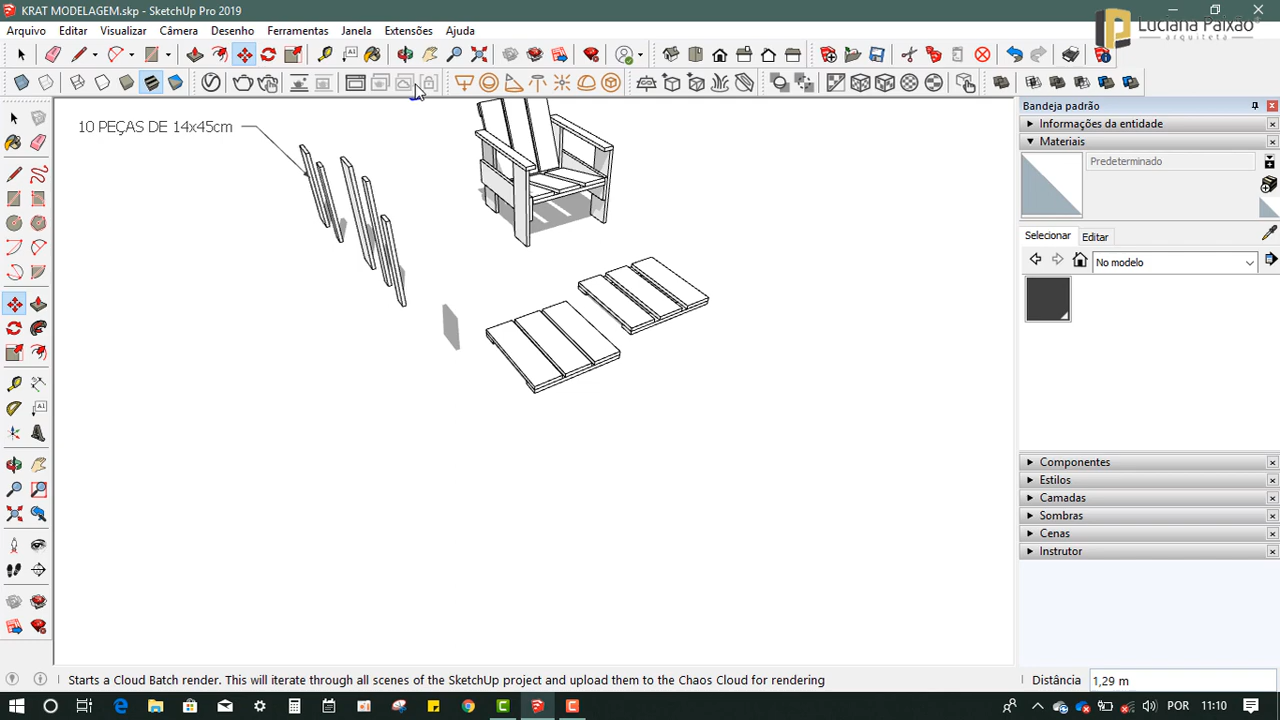 KRAT MODELAGEM.skp - SketchUp Pro 2019
Luciana Paixão
arquiteta
Arquivo Editar Visualizar Câmera Desenho Ferramentas Janela Extensões Ajuda
Bandeja padrão
Informações da entidade
Materiais
Predeterminado
Selecionar Editar
No modelo
Componentes
Estilos
Camadas
Sombras
Cenas
Instrutor
10 PEÇAS DE 14x45cm
Starts a Cloud Batch render. This will iterate through all scenes of the SketchUp project and upload them to the Chaos Cloud for rendering
Distância 1,29 m
POR 11:10